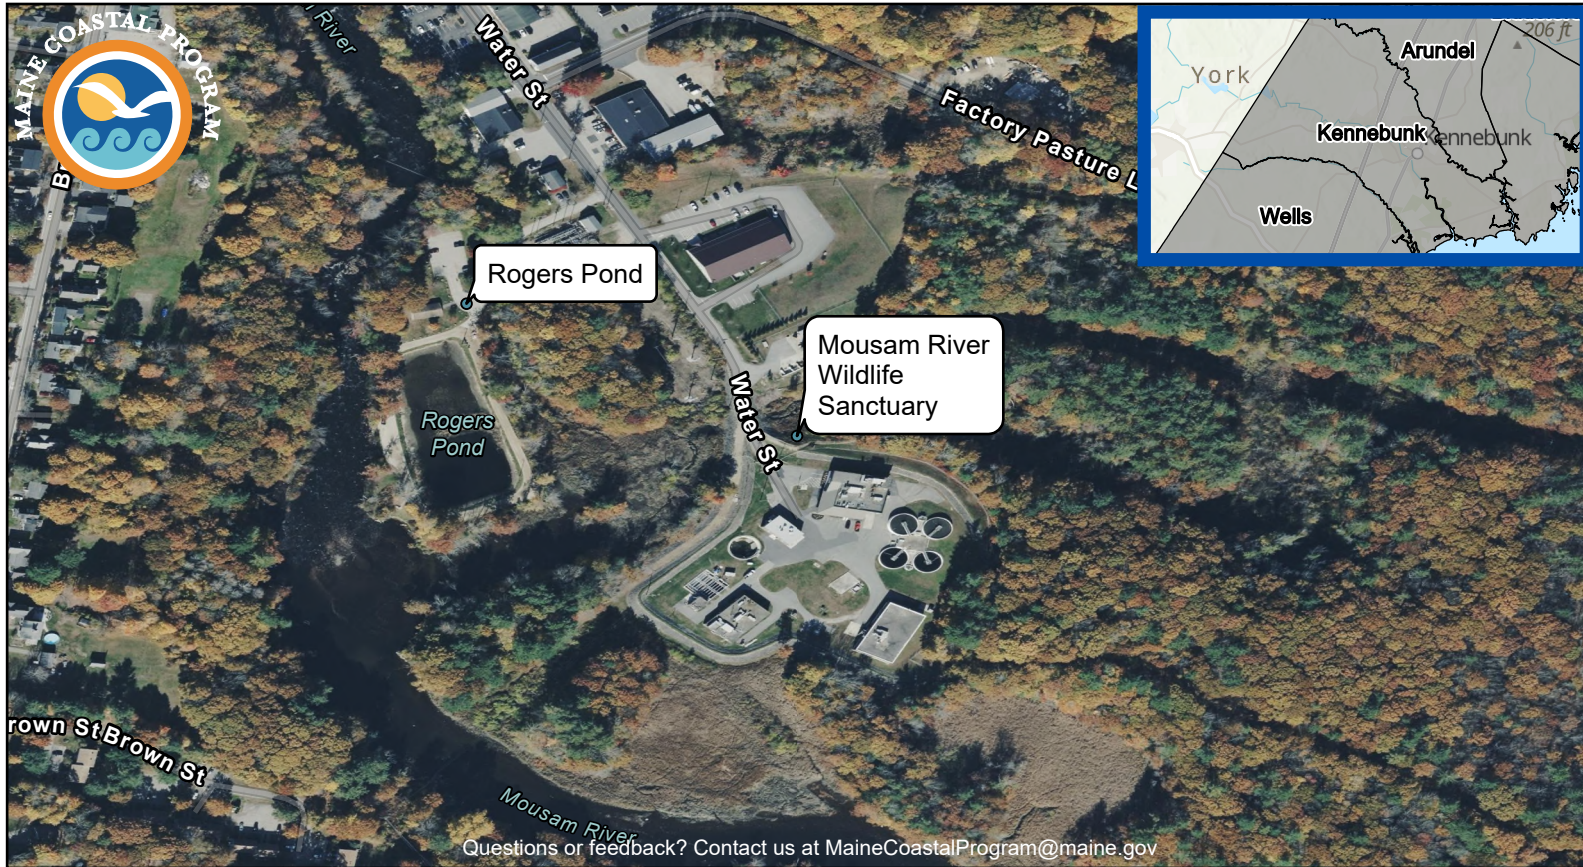 MAINE COASTAL PROGRAM
River
Water St
Factory Pasture L
206 ft
Arundel
York
Kennebunk
Kennebunk
Wells
Rogers Pond
Mousam River
Wildlife
Sanctuary
Rogers
Pond
Water St
rown St
Brown St
Mousam River
Questions or feedback? Contact us at MaineCoastalProgram@maine.gov